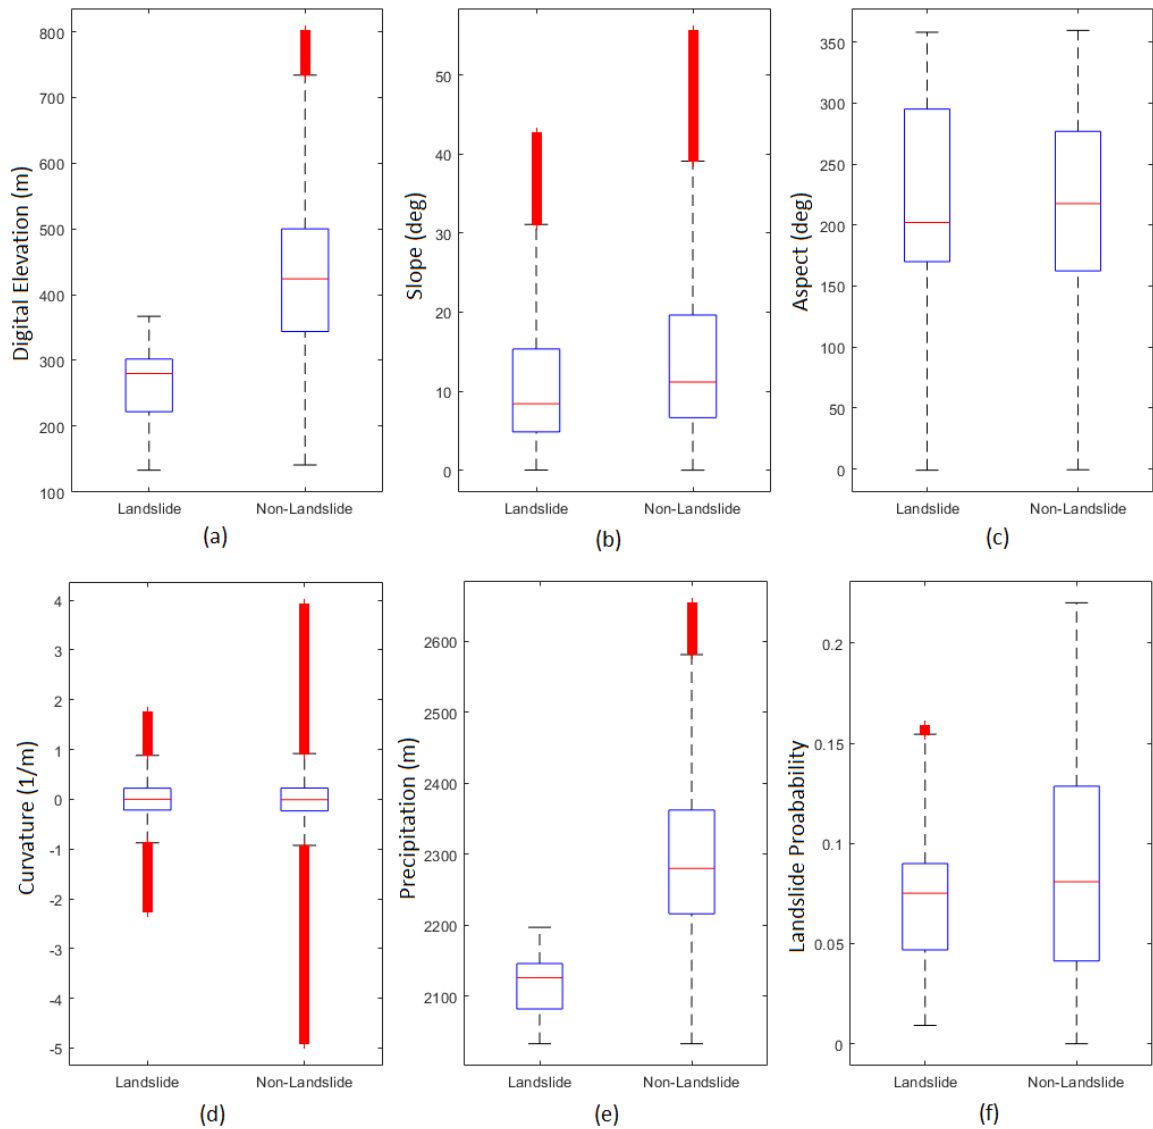 Digital Elevation (m)
800
700
600
500
400
300
200
100
Landslide Non-Landslide
(a)
Slope (deg)
50
40
30
20
10
0
Landslide Non-Landslide
(b)
Aspect (deg)
350
300
250
200
150
100
50
0
Landslide Non-Landslide
(c)
Curvature (1/m)
4
3
2
1
0
-1
-2
-3
-4
-5
Landslide Non-Landslide
(d)
Precipitation (m)
2600
2500
2400
2300
2200
2100
Landslide Non-Landslide
(e)
Landslide Proabability
0.2
0.15
0.1
0.05
0
Landslide Non-Landslide
(f)